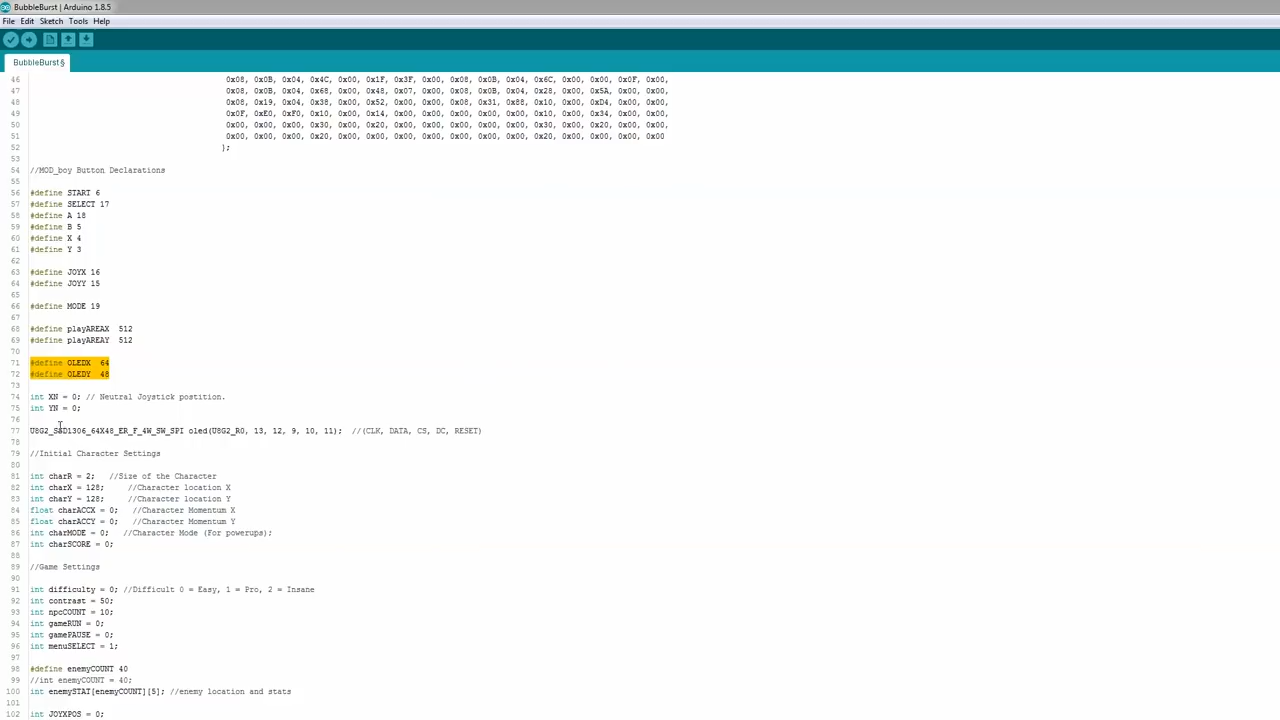 BubbleBurst | Arduino 1.8.5
File Edit Sketch Tools Help
BubbleBurst§
46 0x08, 0x0B, 0x04, 0x4C, 0x00, 0x1F, 0x3F, 0x00, 0x08, 0x0B, 0x04, 0x6C, 0x00, 0x00, 0x0F, 0x00,
47 0x08, 0x0B, 0x04, 0x68, 0x00, 0x48, 0x07, 0x00, 0x08, 0x0B, 0x04, 0x28, 0x00, 0x5A, 0x00, 0x00,
48 0x08, 0x19, 0x04, 0x38, 0x00, 0x52, 0x00, 0x00, 0x08, 0x31, 0x88, 0x10, 0x00, 0xD4, 0x00, 0x00,
49 0x0F, 0xE0, 0xF0, 0x10, 0x00, 0x14, 0x00, 0x00, 0x00, 0x00, 0x00, 0x10, 0x00, 0x34, 0x00, 0x00,
50 0x00, 0x00, 0x00, 0x30, 0x00, 0x20, 0x00, 0x00, 0x00, 0x00, 0x00, 0x30, 0x00, 0x20, 0x00, 0x00,
51 0x00, 0x00, 0x00, 0x20, 0x00, 0x00, 0x00, 0x00, 0x00, 0x00, 0x00, 0x20, 0x00, 0x00, 0x00, 0x00
52 };
53
54 //MOD_boy Button Declarations
55
56 #define START 6
57 #define SELECT 17
58 #define A 18
59 #define B 5
60 #define X 4
61 #define Y 3
62
63 #define JOYX 16
64 #define JOYY 15
65
66 #define MODE 19
67
68 #define playAREAX 512
69 #define playAREAY 512
70
71 #define OLEDX 64
72 #define OLEDY 48
73
74 int XN = 0; // Neutral Joystick postition.
75 int YN = 0;
76
77 U8G2_SSD1306_64X48_ER_F_4W_SW_SPI oled(U8G2_R0, 13, 12, 9, 10, 11); //(CLK, DATA, CS, DC, RESET)
78
79 //Initial Character Settings
80
81 int charR = 2; //Size of the Character
82 int charX = 128; //Character location X
83 int charY = 128; //Character location Y
84 float charACCX = 0; //Character Momentum X
85 float charACCY = 0; //Character Momentum Y
86 int charMODE = 0; //Character Mode (For powerups);
87 int charSCORE = 0;
88
89 //Game Settings
90
91 int difficulty = 0; //Difficult 0 = Easy, 1 = Pro, 2 = Insane
92 int contrast = 50;
93 int npcCOUNT = 10;
94 int gameRUN = 0;
95 int gamePAUSE = 0;
96 int menuSELECT = 1;
97
98 #define enemyCOUNT 40
99 //int enemyCOUNT = 40;
100 int enemySTAT[enemyCOUNT][5]; //enemy location and stats
101
102 int JOYXPOS = 0;